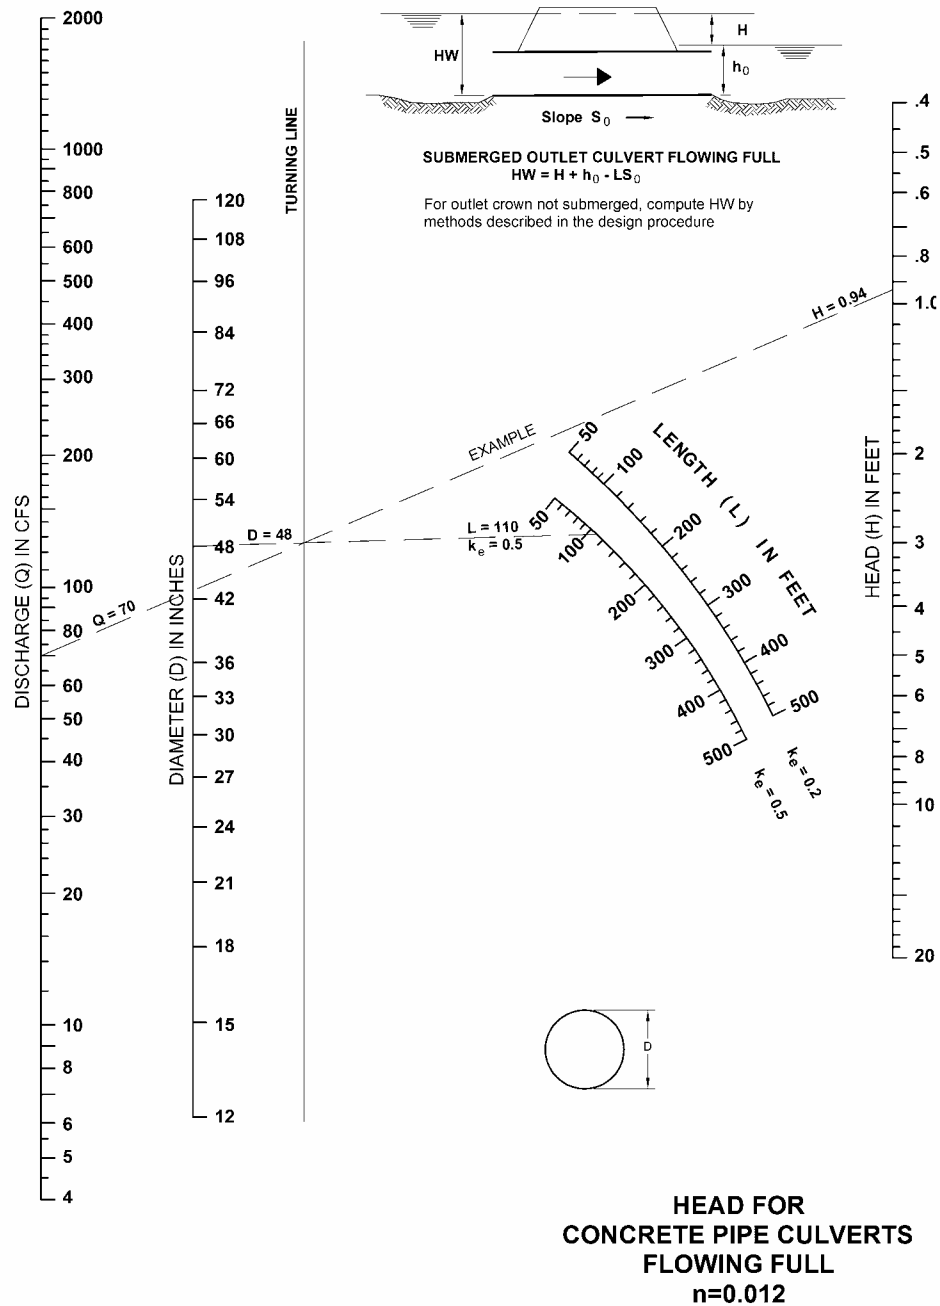 HW
H
h0
Slope S0
SUBMERGED OUTLET CULVERT FLOWING FULL
HW = H + h0 - LS0
For outlet crown not submerged, compute HW by
methods described in the design procedure
DISCHARGE (Q) IN CFS
2000
1000
800
600
500
400
300
200
100
80
60
50
40
30
20
10
8
6
5
4
DIAMETER (D) IN INCHES
120
108
96
84
72
66
60
54
48
42
36
33
30
27
24
21
18
15
12
TURNING LINE
Q = 70
D = 48
EXAMPLE
L = 110
ke = 0.5
H = 0.94
LENGTH (L) IN FEET
50
100
200
300
400
500
ke = 0.2
50
100
200
300
400
500
ke = 0.5
HEAD (H) IN FEET
.4
.5
.6
.8
1.0
2
3
4
5
6
8
10
20
D
HEAD FOR
CONCRETE PIPE CULVERTS
FLOWING FULL
n=0.012